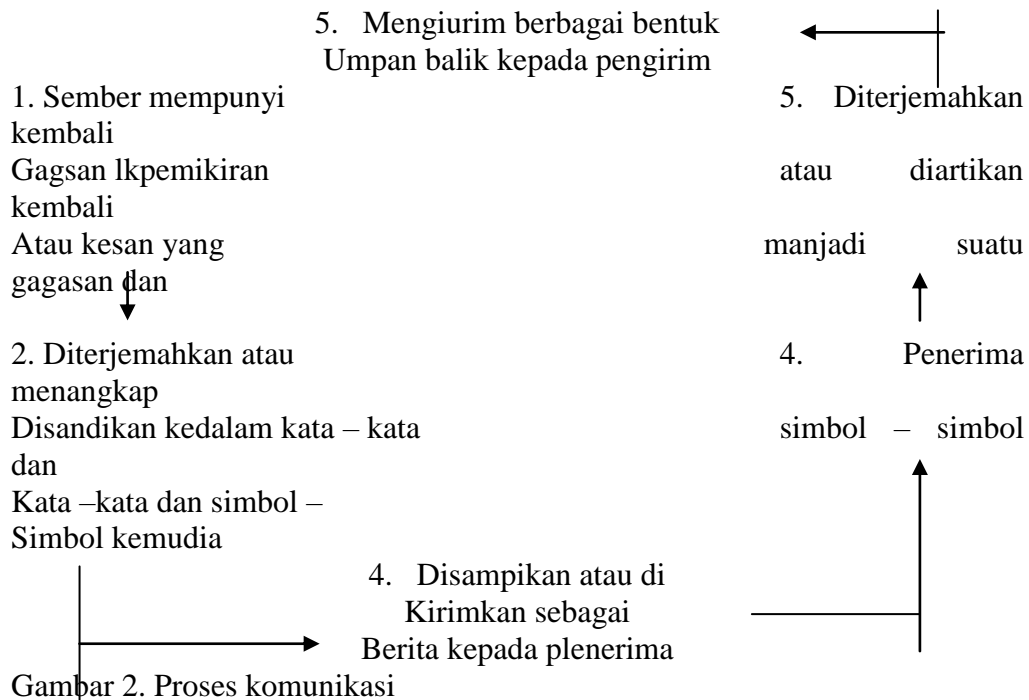 5. Mengiurim berbagai bentuk
Umpan balik kepada pengirim
1. Sember mempunyi 5. Diterjemahkan
kembali
Gagsan lkpemikiran atau diartikan
kembali
Atau kesan yang manjadi suatu
gagasan dan
2. Diterjemahkan atau 4. Penerima
menangkap
Disandikan kedalam kata – kata simbol – simbol
dan
Kata –kata dan simbol –
Simbol kemudia
4. Disampikan atau di
Kirimkan sebagai
Berita kepada plenerima
Gambar 2. Proses komunikasi